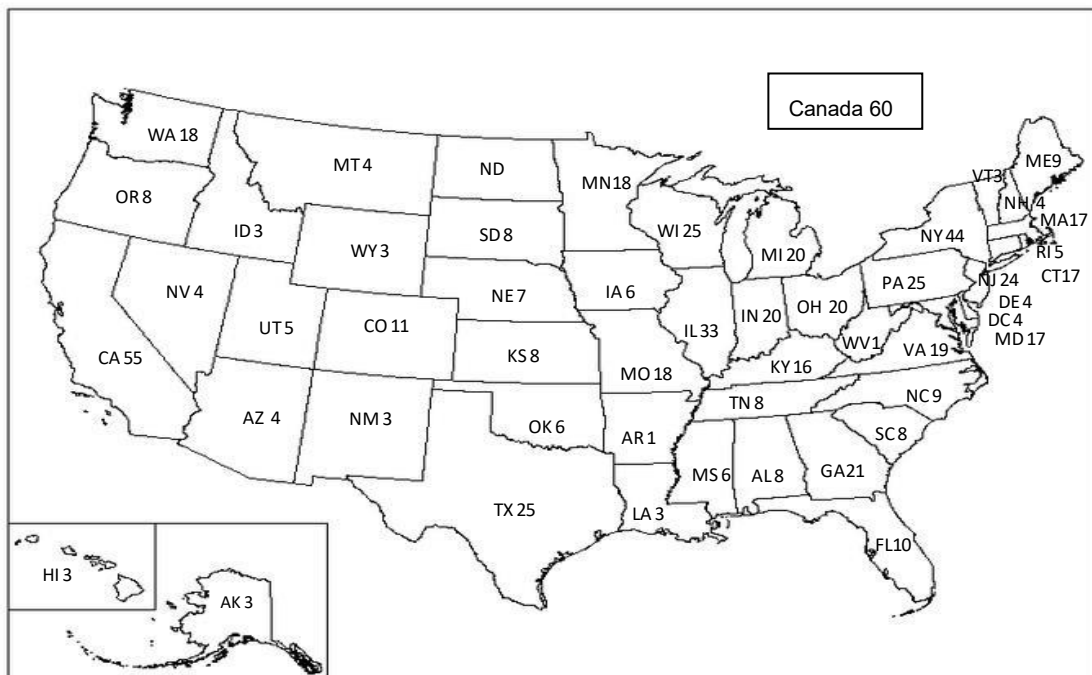 Canada 60
WA 18
MT 4
ND
MN 18
VT 3
ME 9
NH 4
OR 8
ID 3
WY 3
SD 8
WI 25
MI 20
NY 44
MA 17
RI 5
CT 17
NV 4
UT 5
CO 11
NE 7
IA 6
IL 33
IN 20
OH 20
PA 25
NJ 24
DE 4
DC 4
MD 17
CA 55
KS 8
MO 18
KY 16
WV 1
VA 19
AZ 4
NM 3
OK 6
AR 1
TN 8
NC 9
SC 8
TX 25
LA 3
MS 6
AL 8
GA 21
FL 10
HI 3
AK 3